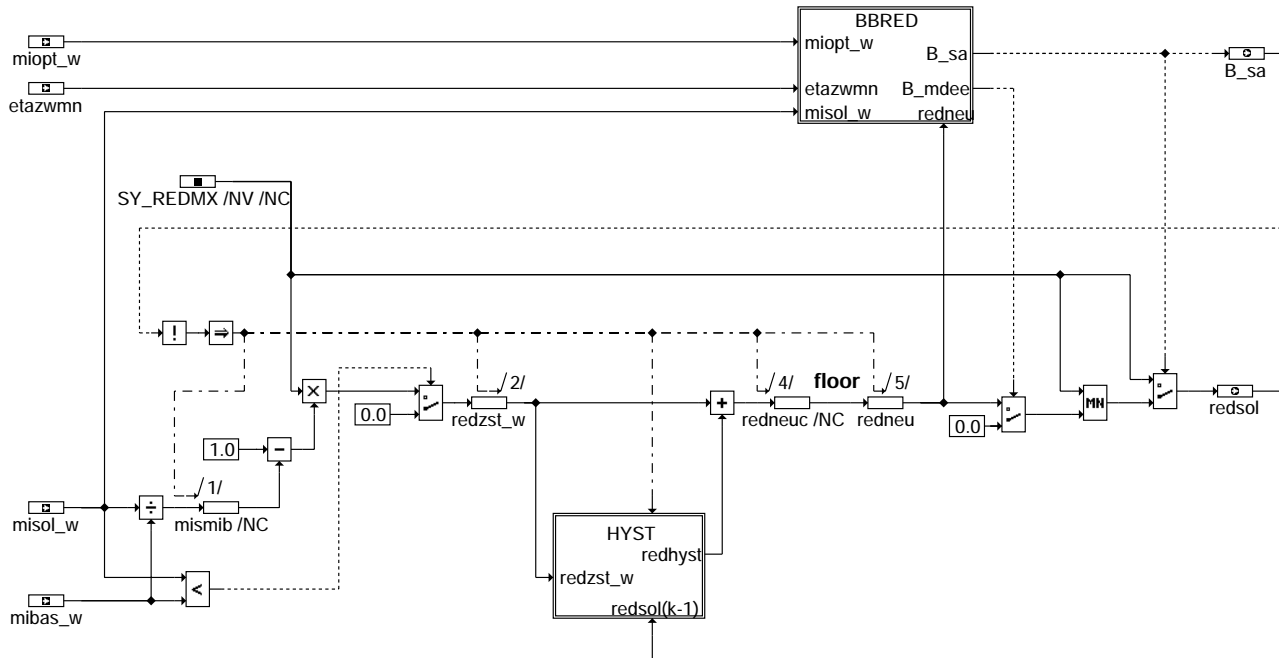 BBRED
miopt_w
miopt_w
B_sa
B_sa
etazwmn
etazwmn
B_mdee
misol_w
redneu
SY_REDMX /NV /NC
!
⇒
2/
4/
floor
5/
×
0.0
redzst_w
+
redneuc /NC
redneu
0.0
MN
redsol
1.0
−
1/
misol_w
÷
mismib /NC
HYST
redhyst
redzst_w
redsol(k-1)
<
mibas_w